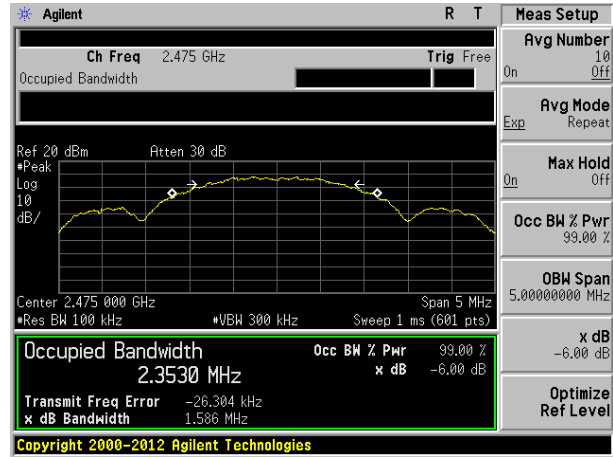 Agilent R T Meas Setup
Ch Freq 2.475 GHz Trig Free
Occupied Bandwidth
Avg Number
10
On Off
Avg Mode
Exp Repeat
Max Hold
On Off
Occ BW % Pwr
99.00 %
OBW Span
5.00000000 MHz
x dB
-6.00 dB
Optimize
Ref Level
Ref 20 dBm Atten 30 dB
#Peak
Log
10
dB/
Center 2.475 000 GHz Span 5 MHz
#Res BW 100 kHz #VBW 300 kHz Sweep 1 ms (601 pts)
Occupied Bandwidth Occ BW % Pwr 99.00 %
2.3530 MHz x dB -6.00 dB
Transmit Freq Error -26.304 kHz
x dB Bandwidth 1.586 MHz
Copyright 2000-2012 Agilent Technologies